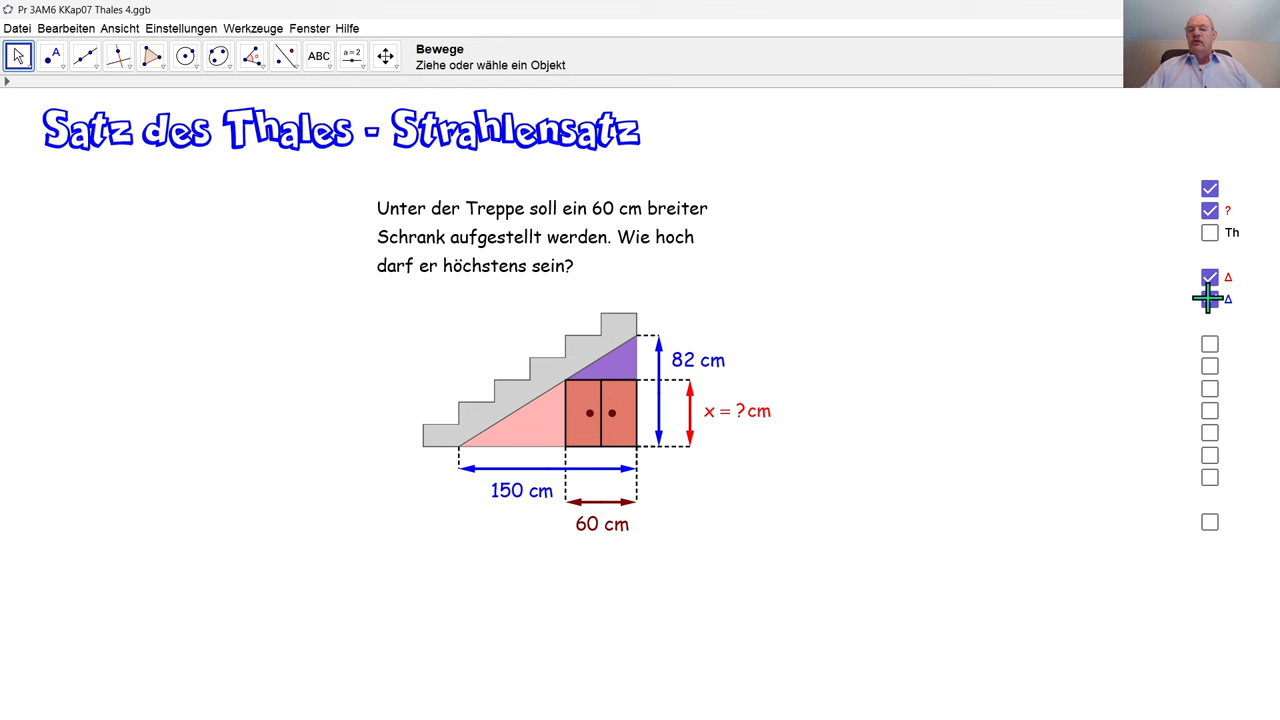 Pr 3AM6 KKap07 Thales 4.ggb
Datei Bearbeiten Ansicht Einstellungen Werkzeuge Fenster Hilfe
A
ABC
a=2
Bewege
Ziehe oder wähle ein Objekt
Satz des Thales - Strahlensatz
Unter der Treppe soll ein 60 cm breiter
Schrank aufgestellt werden. Wie hoch
darf er höchstens sein?
?
Th
Δ
Δ
82 cm
x = ? cm
150 cm
60 cm